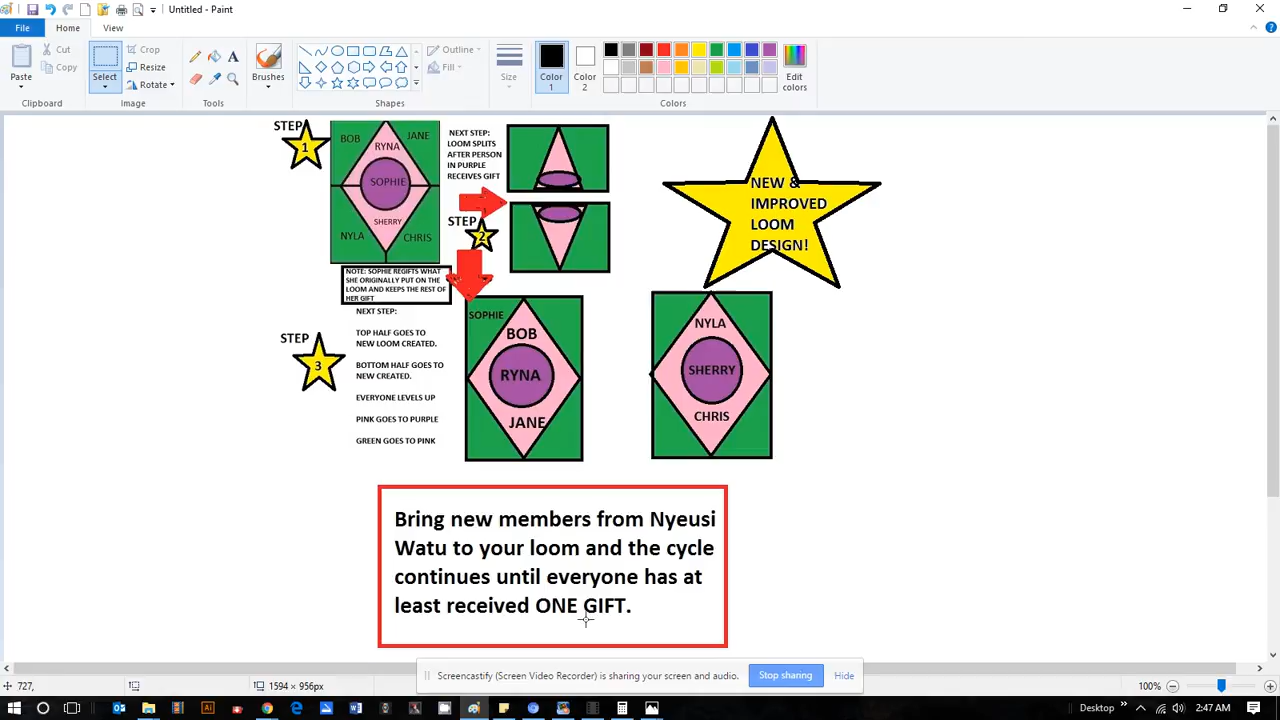 Untitled - Paint
File
Home
View
Paste
Cut
Copy
Clipboard
Select
Crop
Resize
Rotate
Image
Tools
Brushes
Outline
Fill
Shapes
Size
Color
1
Color
2
Edit
colors
Colors
STEP
1
BOB
JANE
RYNA
SOPHIE
SHERRY
NYLA
CHRIS
NEXT STEP:
LOOM SPLITS
AFTER PERSON
IN PURPLE
RECEIVES GIFT
STEP
2
NEW &
IMPROVED
LOOM
DESIGN!
NOTE: SOPHIE REGIFTS WHAT
SHE ORIGINALLY PUT ON THE
LOOM AND KEEPS THE REST OF
HER GIFT
STEP
3
NEXT STEP:
TOP HALF GOES TO
NEW LOOM CREATED.
BOTTOM HALF GOES TO
NEW CREATED.
EVERYONE LEVELS UP
PINK GOES TO PURPLE
GREEN GOES TO PINK
SOPHIE
BOB
RYNA
JANE
NYLA
SHERRY
CHRIS
Bring new members from Nyeusi
Watu to your loom and the cycle
continues until everyone has at
least received ONE GIFT.
Screencastify (Screen Video Recorder) is sharing your screen and audio.
Stop sharing
Hide
727,
1594 × 956px
100%
Desktop
2:47 AM